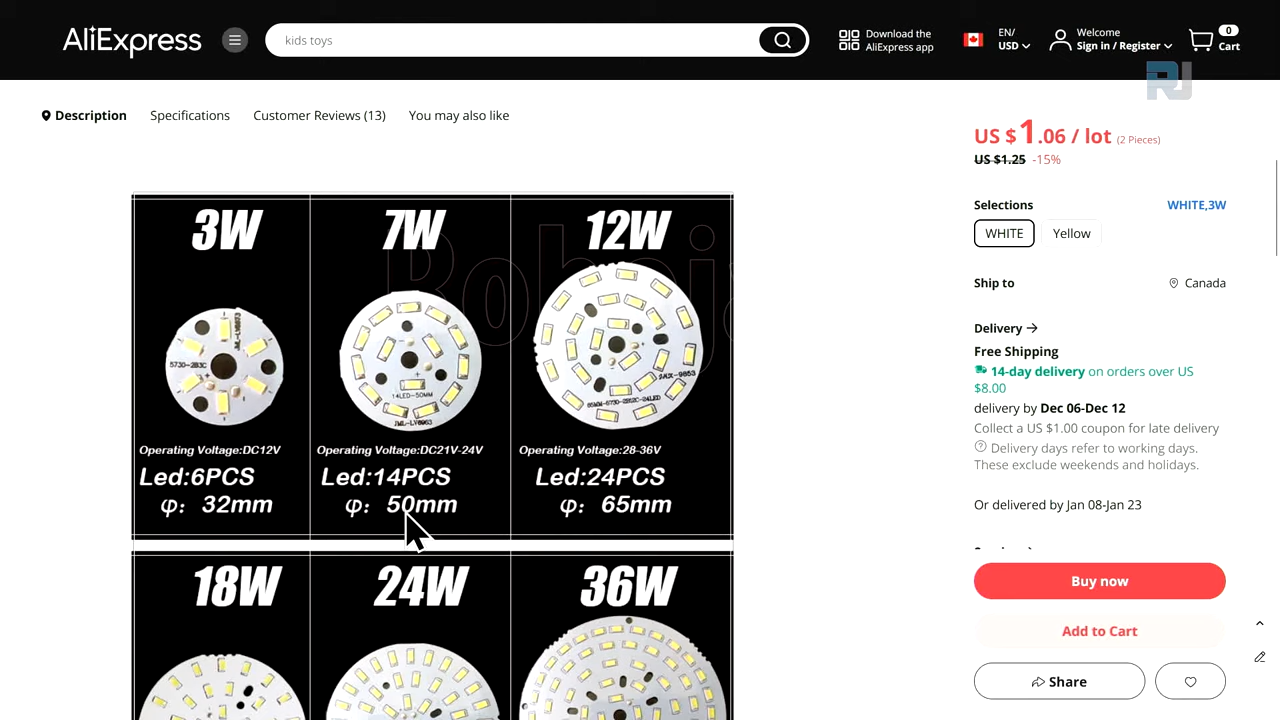 AliExpress
kids toys
Download the
AliExpress app
EN/
USD
Welcome
Sign in / Register
0
Cart
RJ
Description
Specifications
Customer Reviews (13)
You may also like
US $1.06 / lot (2 Pieces)
US $1.25 -15%
Selections
WHITE,3W
WHITE
Yellow
Ship to
Canada
Delivery
Free Shipping
14-day delivery on orders over US
$8.00
delivery by Dec 06-Dec 12
Collect a US $1.00 coupon for late delivery
Delivery days refer to working days.
These exclude weekends and holidays.
Or delivered by Jan 08-Jan 23
Buy now
Add to Cart
Share
3W
7W
12W
5730-2B3C
14LED-50MM
Operating Voltage:DC12V
Operating Voltage:DC21V-24V
Operating Voltage:28-36V
Led:6PCS
Led:14PCS
Led:24PCS
φ: 32mm
φ: 50mm
φ: 65mm
18W
24W
36W